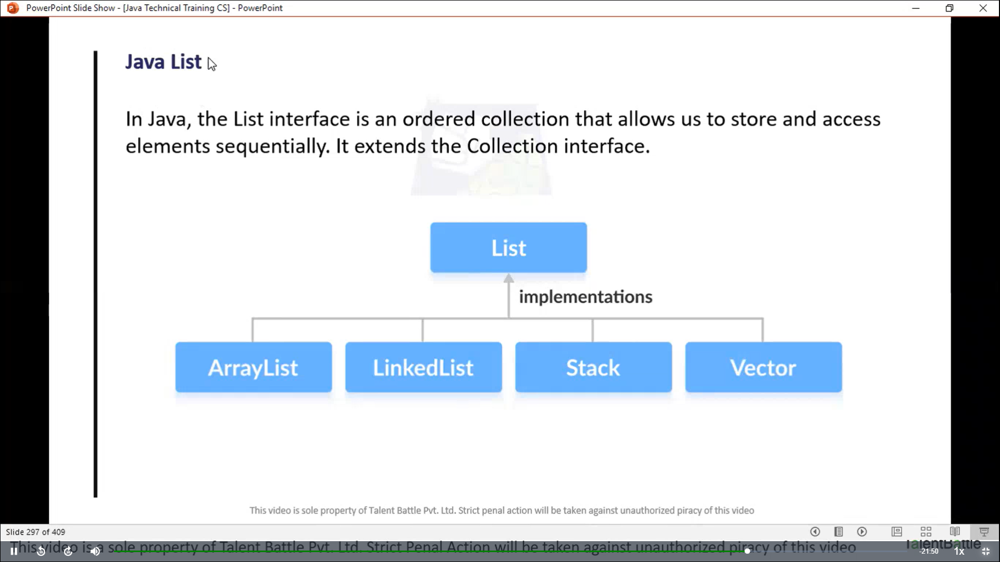 PowerPoint Slide Show - [Java Technical Training CS] - PowerPoint
Java List
In Java, the List interface is an ordered collection that allows us to store and access
elements sequentially. It extends the Collection interface.
List
implementations
ArrayList LinkedList Stack Vector
This video is sole property of Talent Battle Pvt. Ltd. Strict penal action will be taken against unauthorized piracy of this video
Slide 297 of 409
This video is a sole property of Talent Battle Pvt. Ltd. Strict Penal Action will be taken against unauthorized piracy of this video
TalentBattle
-21:50 1x